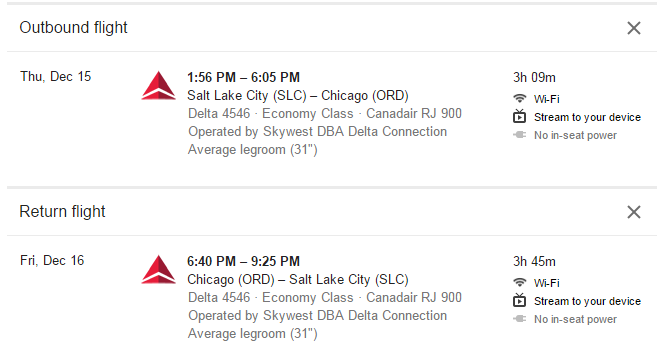 Outbound flight
Thu, Dec 15
1:56 PM – 6:05 PM
Salt Lake City (SLC) – Chicago (ORD)
Delta 4546 · Economy Class · Canadair RJ 900
Operated by Skywest DBA Delta Connection
Average legroom (31")
3h 09m
Wi-Fi
Stream to your device
No in-seat power
Return flight
Fri, Dec 16
6:40 PM – 9:25 PM
Chicago (ORD) – Salt Lake City (SLC)
Delta 4546 · Economy Class · Canadair RJ 900
Operated by Skywest DBA Delta Connection
Average legroom (31")
3h 45m
Wi-Fi
Stream to your device
No in-seat power